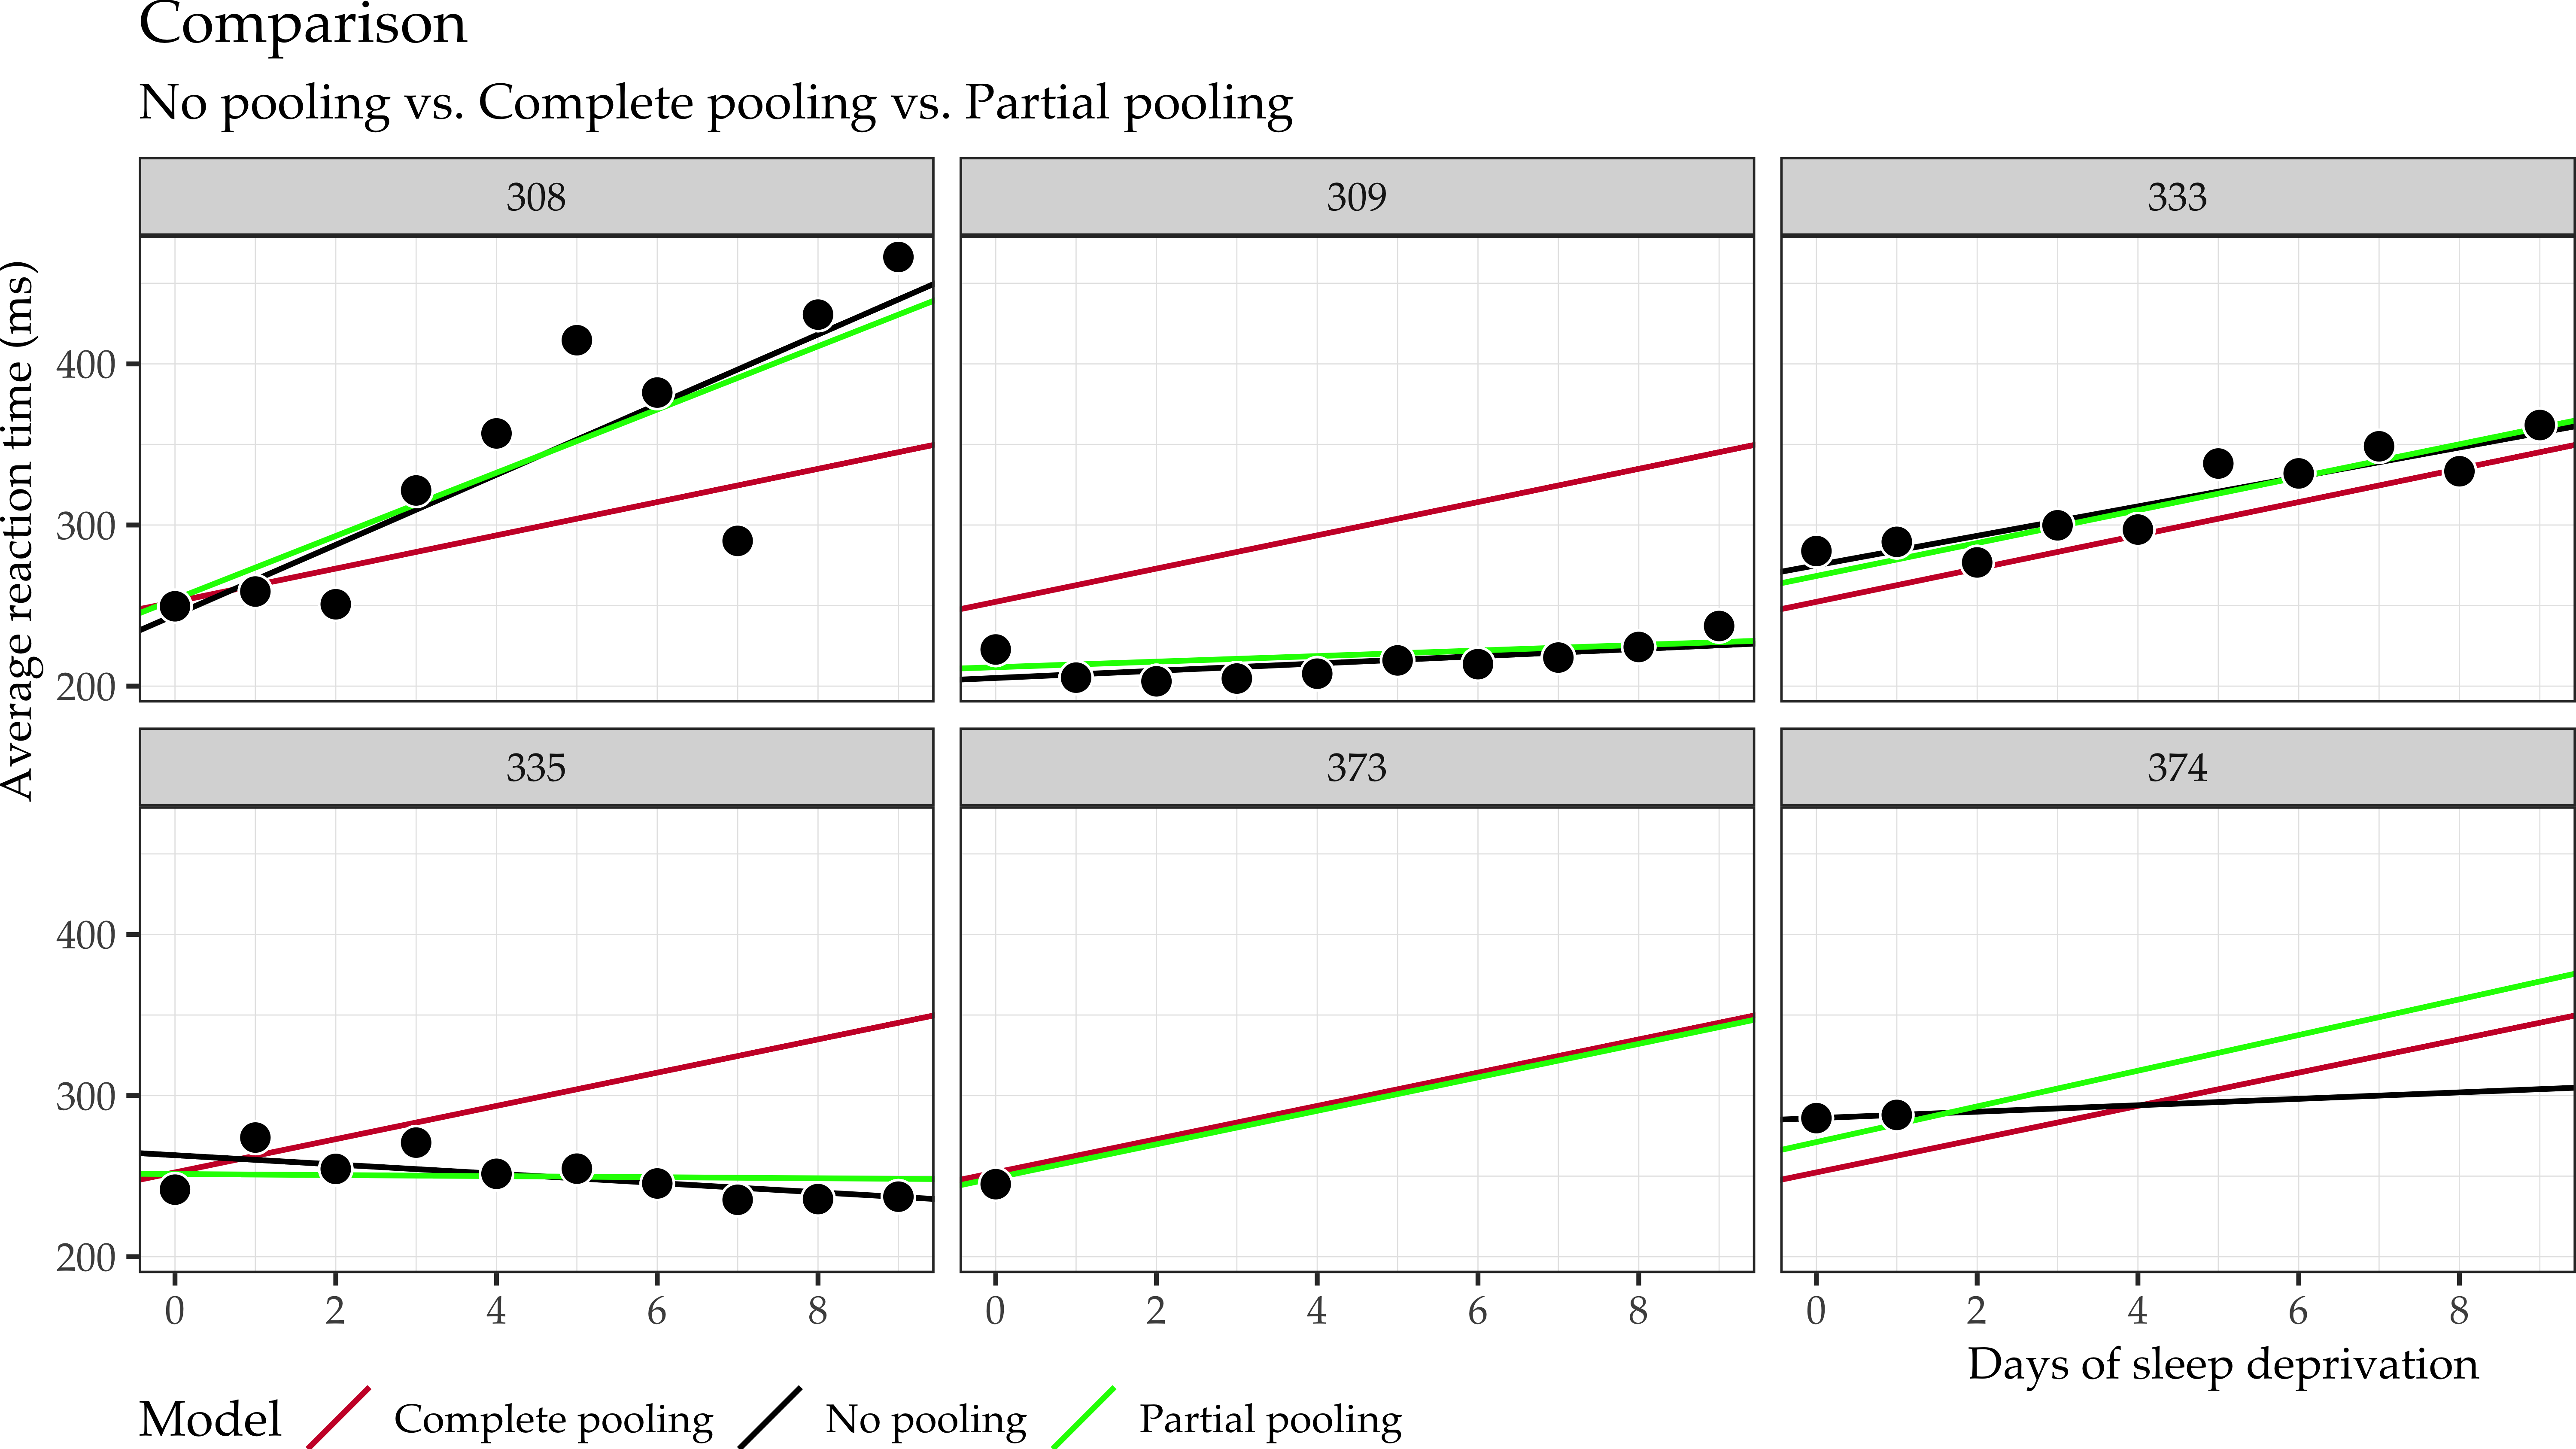 Comparison
No pooling vs. Complete pooling vs. Partial pooling
308 309 333
Average reaction time (ms)
400
300
200
335 373 374
400
300
200
0 2 4 6 8 0 2 4 6 8 0 2 4 6 8
Days of sleep deprivation
Model Complete pooling No pooling Partial pooling